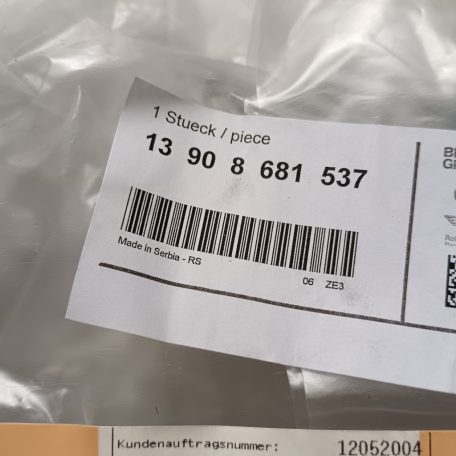 1 Stueck / piece
13 90 8 681 537
Made in Serbia - RS
06 ZE3
Kundenauftragsnummer: 12052004